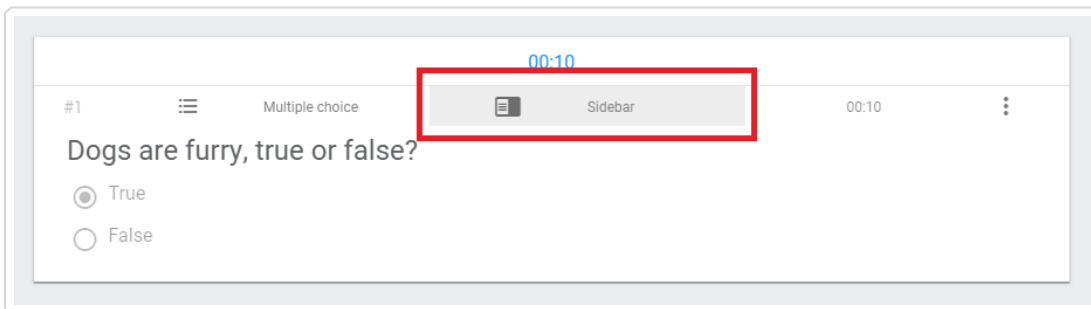 00:10
#1 Multiple choice Sidebar 00:10
Dogs are furry, true or false?
True
False